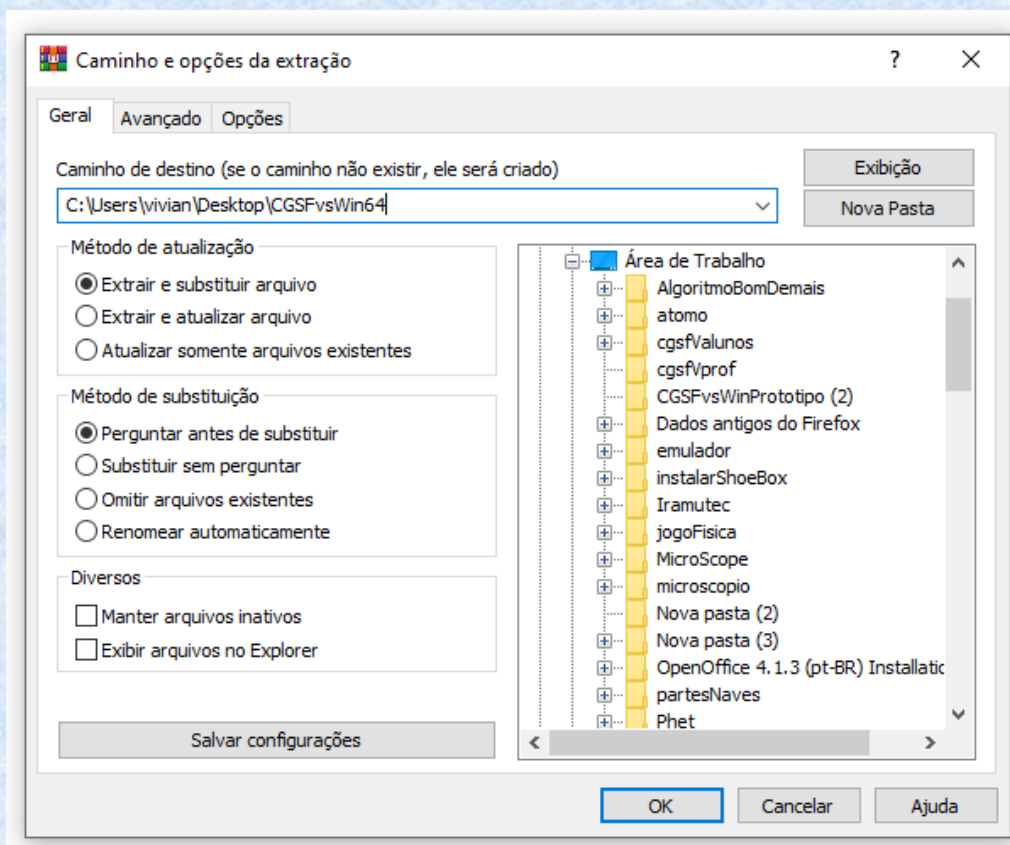 Caminho e opções da extração
?
Geral
Avançado
Opções
Caminho de destino (se o caminho não existir, ele será criado)
Exibição
C:\Users\vivian\Desktop\CGSFvsWin64
Nova Pasta
Método de atualização
Extrair e substituir arquivo
Extrair e atualizar arquivo
Atualizar somente arquivos existentes
Método de substituição
Perguntar antes de substituir
Substituir sem perguntar
Omitir arquivos existentes
Renomear automaticamente
Diversos
Manter arquivos inativos
Exibir arquivos no Explorer
Salvar configurações
Área de Trabalho
AlgoritmoBomDemais
atomo
cgsfValunos
cgsfVprof
CGSFvsWinPrototipo (2)
Dados antigos do Firefox
emulador
instalarShoeBox
Iramutec
jogoFisica
MicroScope
microscopio
Nova pasta (2)
Nova pasta (3)
OpenOffice 4.1.3 (pt-BR) Installatic
partesNaves
Phet
OK
Cancelar
Ajuda